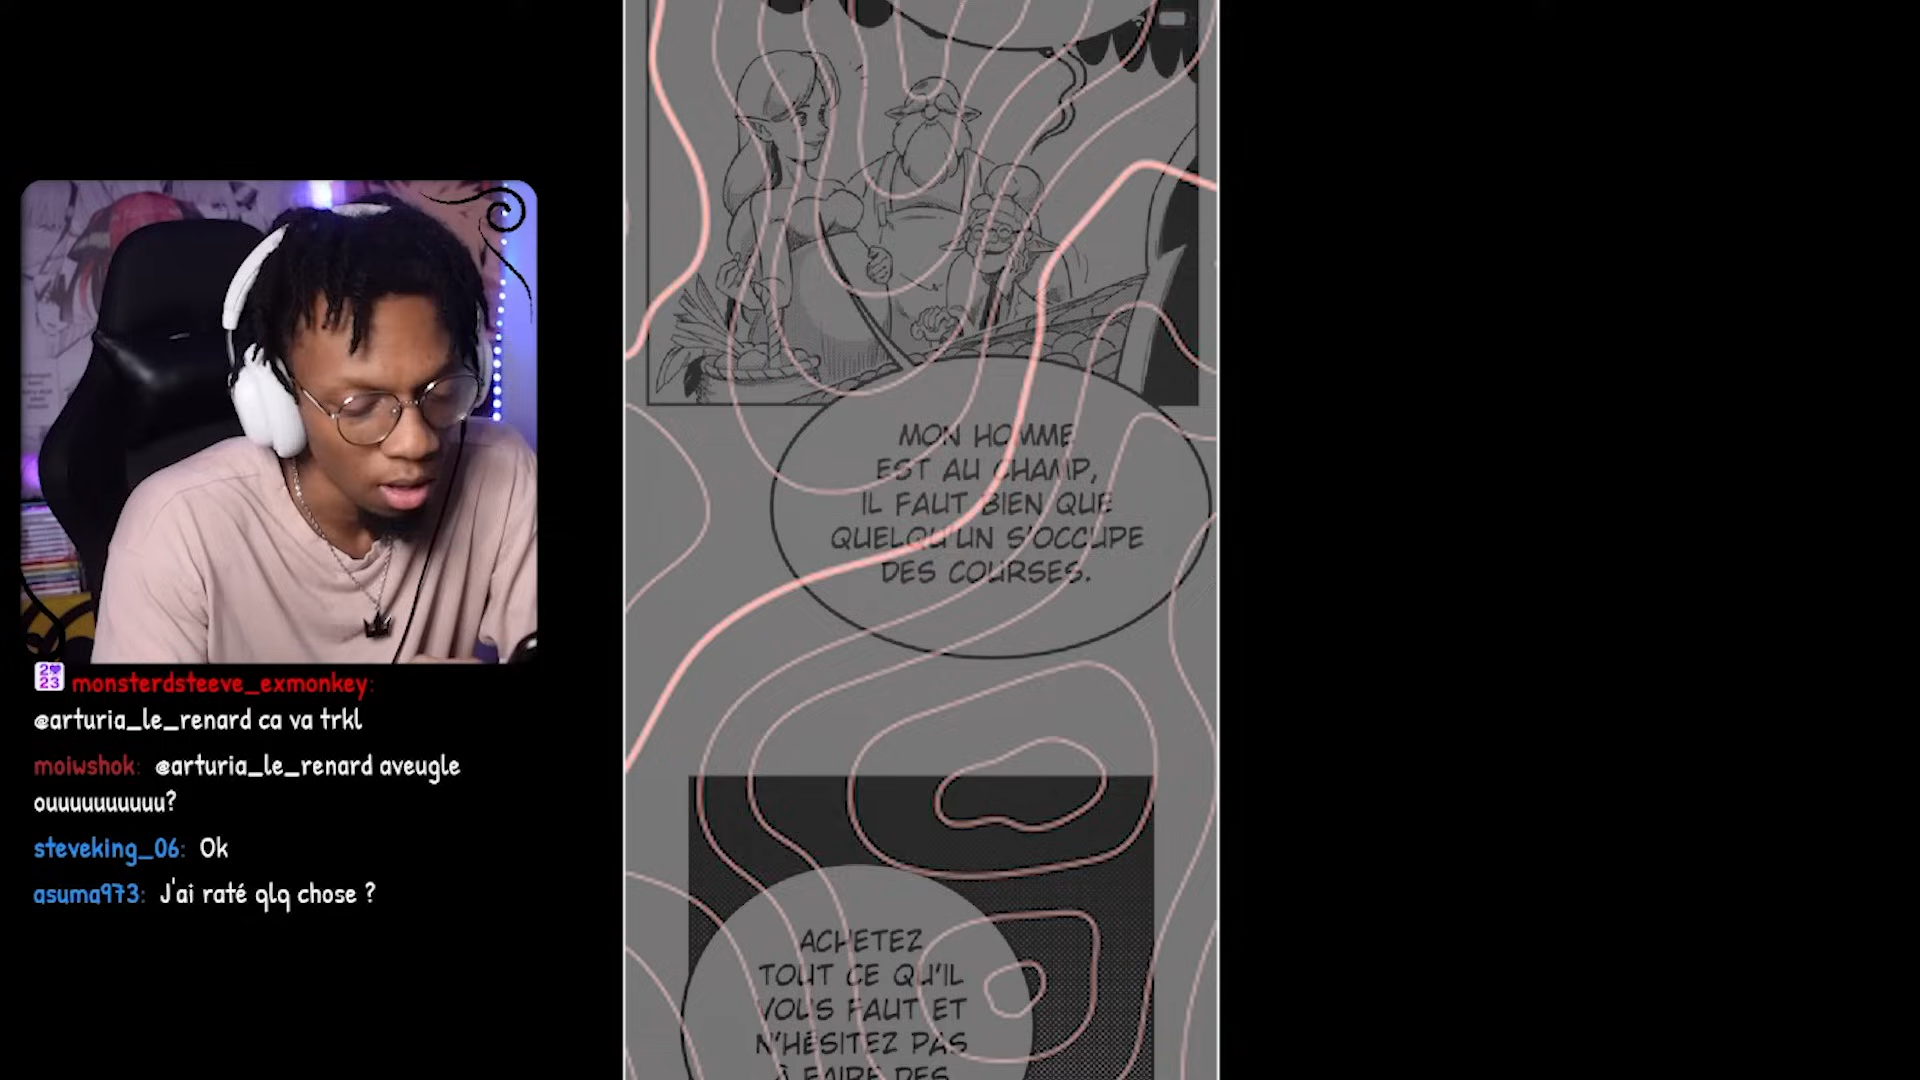 monsterdsteeve_exmonkey:
@arturia_le_renard ca va trkl
moiwshok: @arturia_le_renard aveugle
ouuuuuuuuuu?
steveking_06: Ok
asuma973: J'ai raté qlq chose ?
MON HOMME
EST AU CHAMP,
IL FAUT BIEN QUE
QUELQU'UN S'OCCUPE
DES COURSES.
ACHETEZ
TOUT CE QU'IL
VOUS FAUT ET
N'HÉSITEZ PAS
À FAIRE DES